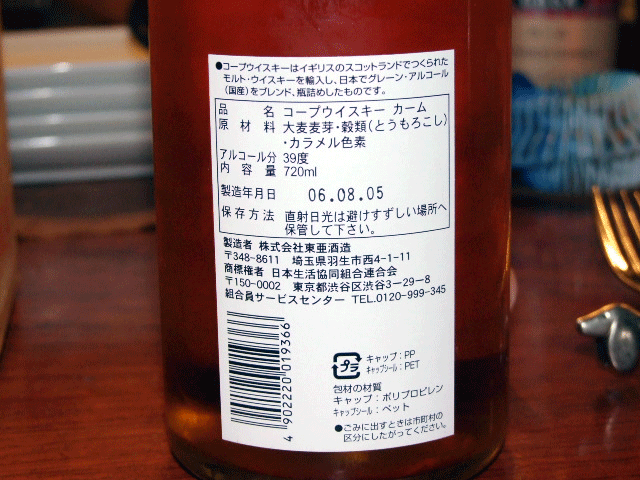 ●コープウイスキーはイギリスのスコットランドでつくられた
モルト・ウイスキーを輸入し、日本でグレーン・アルコール
(国産)をブレンド、瓶詰めしたものです。
品 名 コープウイスキー カーム
原 材 料 大麦麦芽・穀類(とうもろこし)
・カラメル色素
アルコール分 39度
内 容 量 720ml
製造年月日 06.08.05
保存方法 直射日光は避けすずしい場所へ
保管して下さい。
製造者 株式会社東亜酒造
〒348-8611 埼玉県羽生市西4-1-11
商標権者 日本生活協同組合連合会
〒150-0002 東京都渋谷区渋谷3-29-8
組合員サービスセンター TEL.0120-999-345
4902220019366
プラ
キャップ:PP
キャップシール:PET
包材の材質
キャップ:ポリプロピレン
キャップシール:ペット
●ごみに出すときは市町村の
区分にしたがってください。